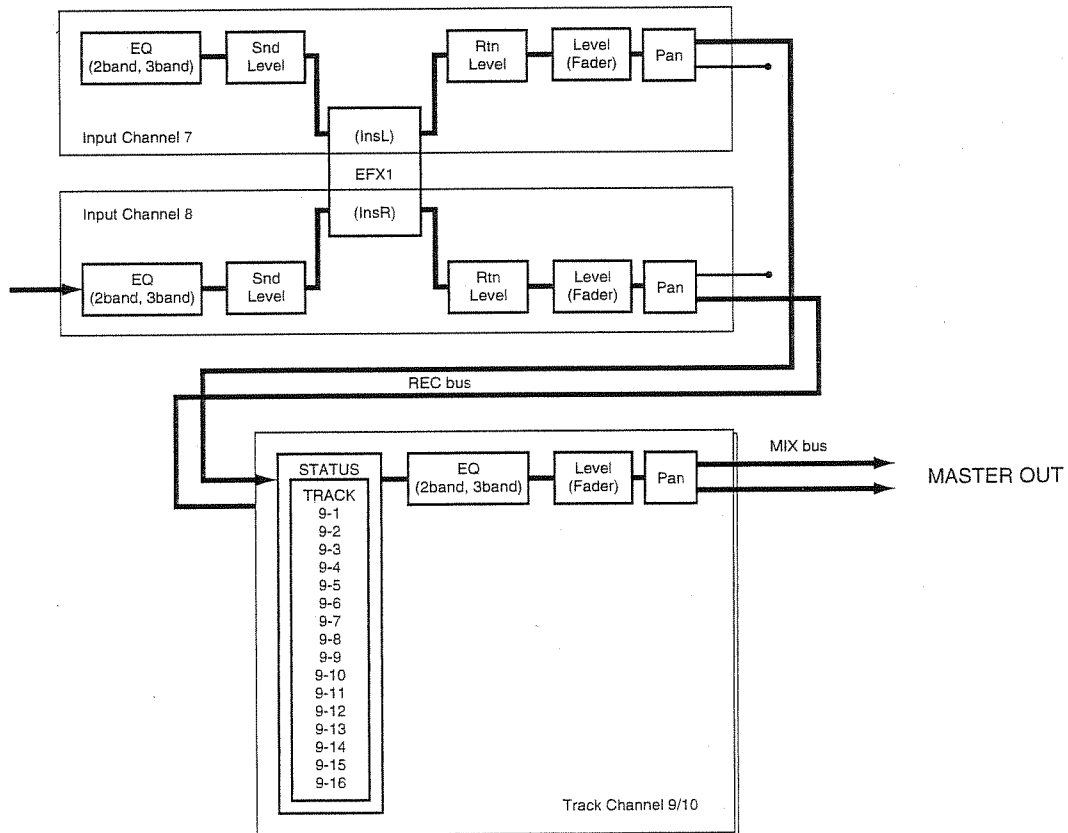 EQ
(2band, 3band)
Snd
Level
Rtn
Level
Level
(Fader)
Pan
Input Channel 7
(InsL)
EFX1
(InsR)
Input Channel 8
EQ
(2band, 3band)
Snd
Level
Rtn
Level
Level
(Fader)
Pan
REC bus
STATUS
TRACK
9-1
9-2
9-3
9-4
9-5
9-6
9-7
9-8
9-9
9-10
9-11
9-12
9-13
9-14
9-15
9-16
EQ
(2band, 3band)
Level
(Fader)
Pan
MIX bus
MASTER OUT
Track Channel 9/10